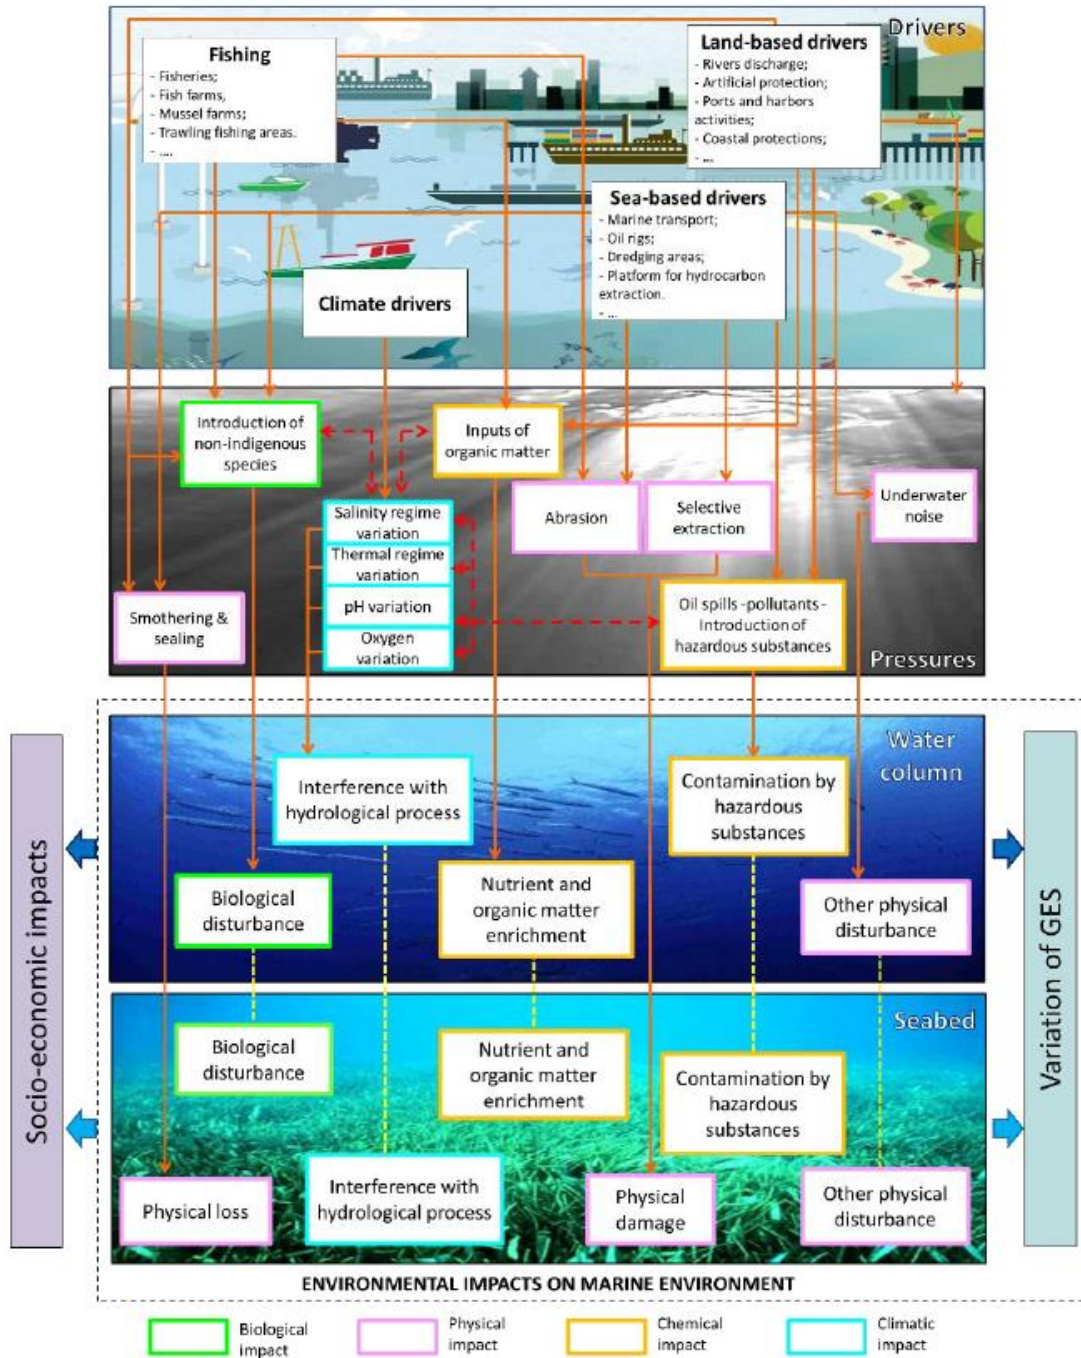 Drivers
Fishing
- Fisheries;
- Fish farms,
- Mussel farms;
- Trawling fishing areas.
- ....
Land-based drivers
- Rivers discharge;
- Artificial protection;
- Ports and harbors
activities;
- Coastal protections;
- ...
Sea-based drivers
- Marine transport;
- Oil rigs;
- Dredging areas;
- Platform for hydrocarbon
extraction.
- ...
Climate drivers
Introduction of
non-indigenous
species
Inputs of
organic matter
Abrasion
Selective
extraction
Underwater
noise
Salinity regime
variation
Thermal regime
variation
pH variation
Oxygen
variation
Smothering &
sealing
Oil spills -pollutants -
Introduction of
hazardous substances
Pressures
Water
column
Interference with
hydrological process
Contamination by
hazardous
substances
Biological
disturbance
Nutrient and
organic matter
enrichment
Other physical
disturbance
Seabed
Biological
disturbance
Nutrient and
organic matter
enrichment
Contamination by
hazardous
substances
Physical loss
Interference with
hydrological process
Physical
damage
Other physical
disturbance
Socio-economic impacts
Variation of GES
ENVIRONMENTAL IMPACTS ON MARINE ENVIRONMENT
Biological
impact
Physical
impact
Chemical
impact
Climatic
impact